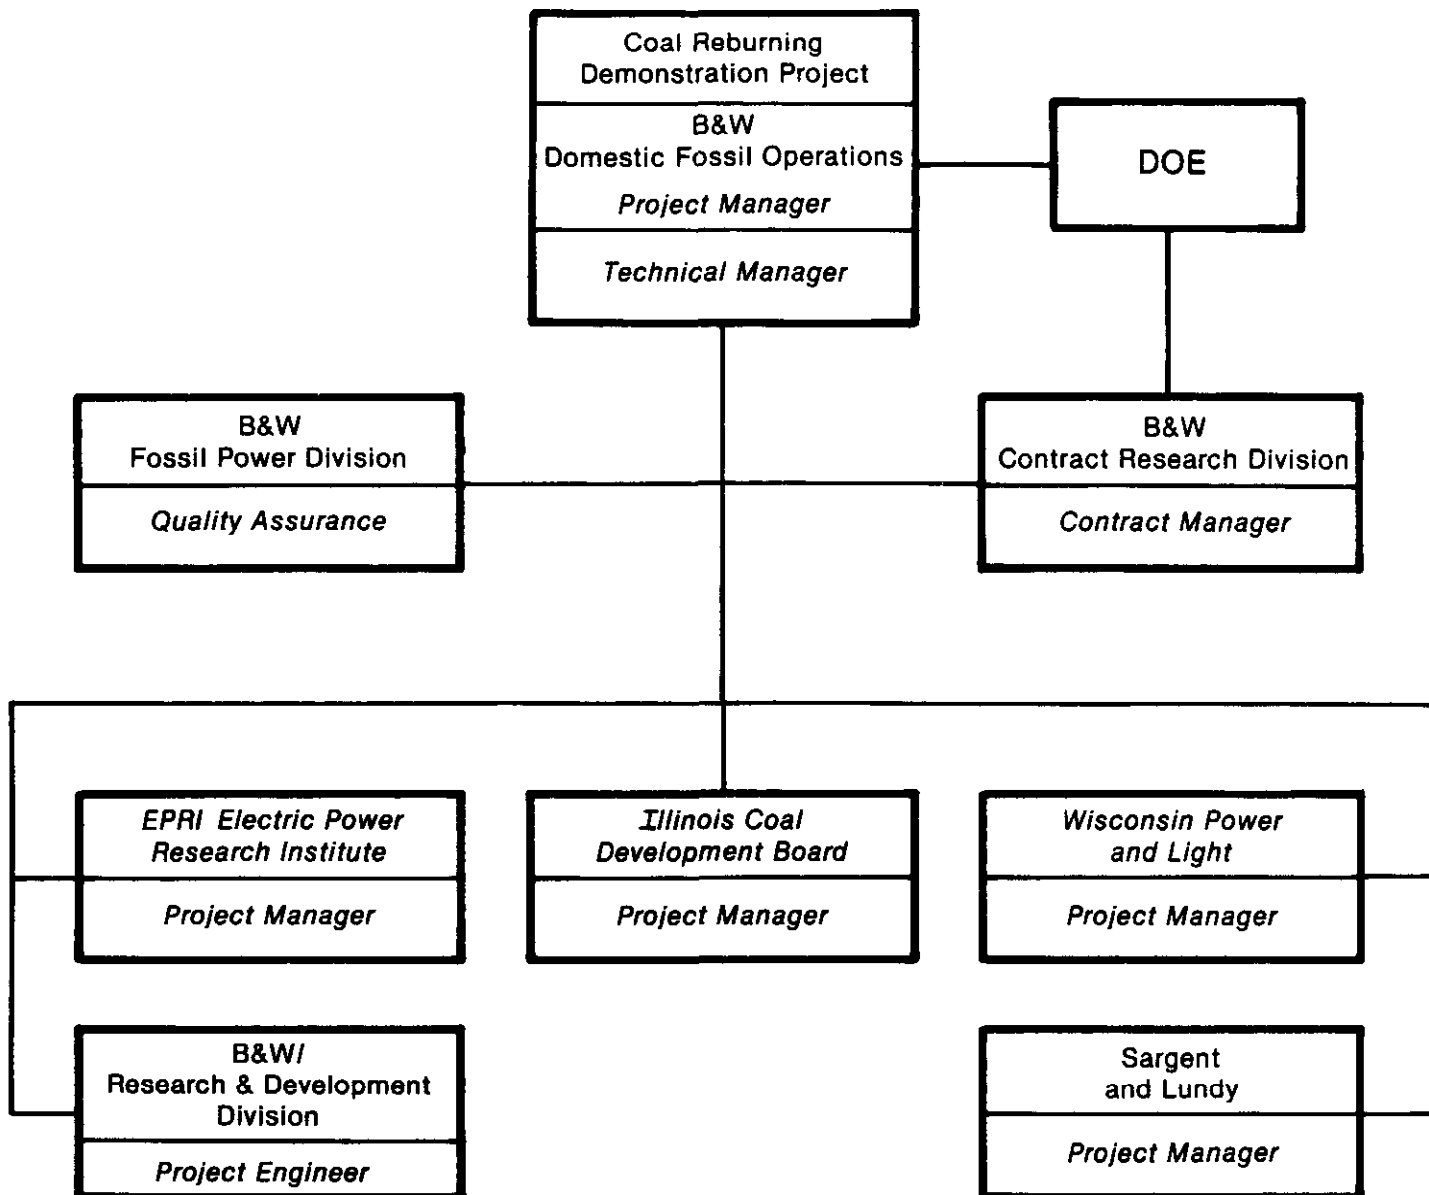 Coal Reburning
Demonstration Project
B&W
Domestic Fossil Operations
Project Manager
Technical Manager
DOE
B&W
Fossil Power Division
Quality Assurance
B&W
Contract Research Division
Contract Manager
EPRI Electric Power
Research Institute
Project Manager
Illinois Coal
Development Board
Project Manager
Wisconsin Power
and Light
Project Manager
B&W/
Research & Development
Division
Project Engineer
Sargent
and Lundy
Project Manager